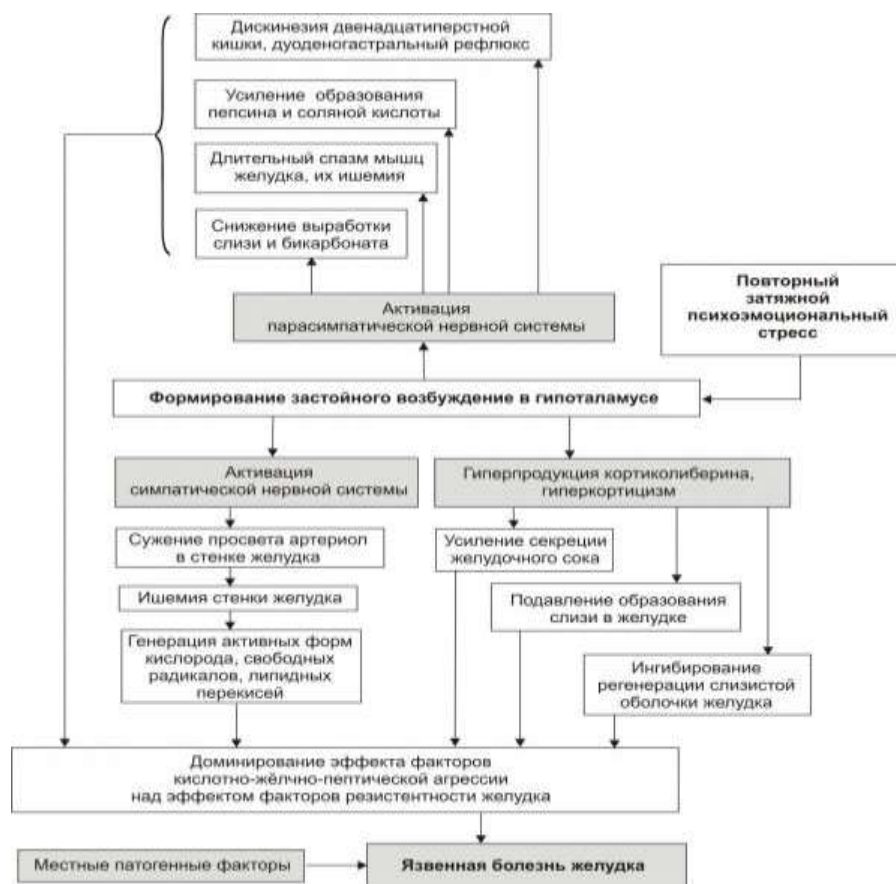 Дискинезия двенадцатиперстной
кишки, дуоденогастральный рефлюкс
Усиление образования
пепсина и соляной кислоты
Длительный спазм мышц
желудка, их ишемия
Снижение выработки
слизи и бикарбоната
Активация
парасимпатической нервной системы
Повторный
затяжной
психоэмоциональный
стресс
Формирование застойного возбуждение в гипоталамусе
Активация
симпатической нервной системы
Гиперпродукция кортиколиберина,
гиперкортицизм
Сужение просвета артериол
в стенке желудка
Усиление секреции
желудочного сока
Ишемия стенки желудка
Подавление образования
слизи в желудке
Генерация активных форм
кислорода, свободных
радикалов, липидных
перекисей
Ингибирование
регенерации слизистой
оболочки желудка
Доминирование эффекта факторов
кислотно-жёлчно-пептической агрессии
над эффектом факторов резистентности желудка
Местные патогенные факторы
Язвенная болезнь желудка